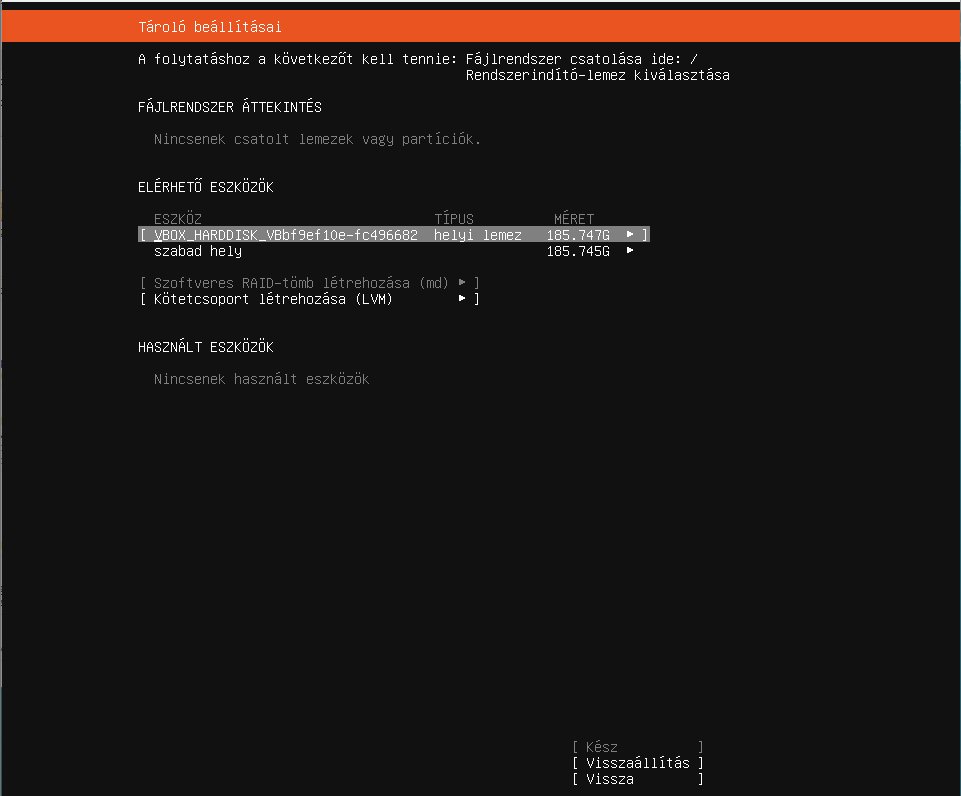 Tároló beállításai
A folytatáshoz a következőt kell tennie: Fájlrendszer csatolása ide: /
Rendszerindító-lemez kiválasztása
FÁJLRENDSZER ÁTTEKINTÉS
Nincsenek csatolt lemezek vagy partíciók.
ELÉRHETŐ ESZKÖZÖK
ESZKÖZ TÍPUS MÉRET
[ VBOX_HARDDISK_VBbf9ef10e-fc496682 helyi lemez 185.747G ▸ ]
szabad hely 185.745G ▸
[ Szoftveres RAID-tömb létrehozása (md) ▸ ]
[ Kötetcsoport létrehozása (LVM) ▸ ]
HASZNÁLT ESZKÖZÖK
Nincsenek használt eszközök
[ Kész ]
[ Visszaállítás ]
[ Vissza ]